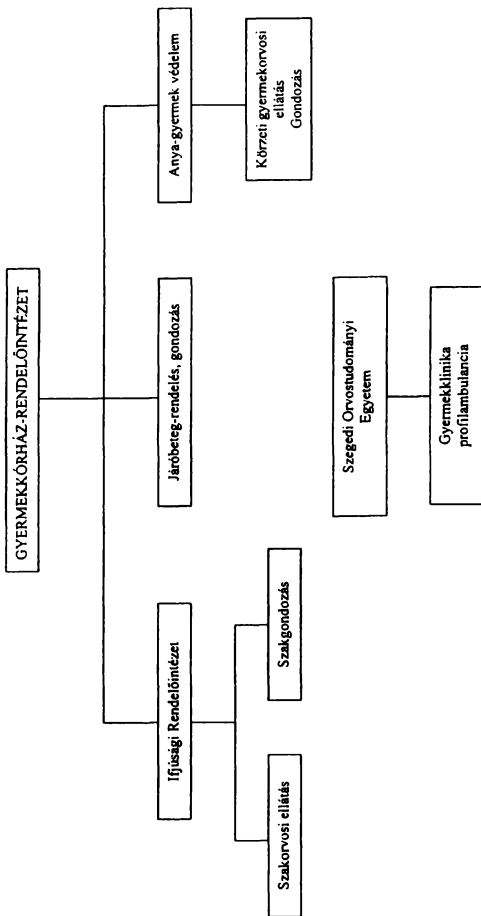 GYERMEKKÓRHÁZ-RENDELŐINTÉZET
Ifjúsági Rendelőintézet
Járóbeteg-rendelés, gondozás
Anya-gyermek védelem
Szakorvosi ellátás
Szakgondozás
Körzeti gyermekorvosi
ellátás
Gondozás
Szegedi Orvostudományi
Egyetem
Gyermekklinika
profilambulancia